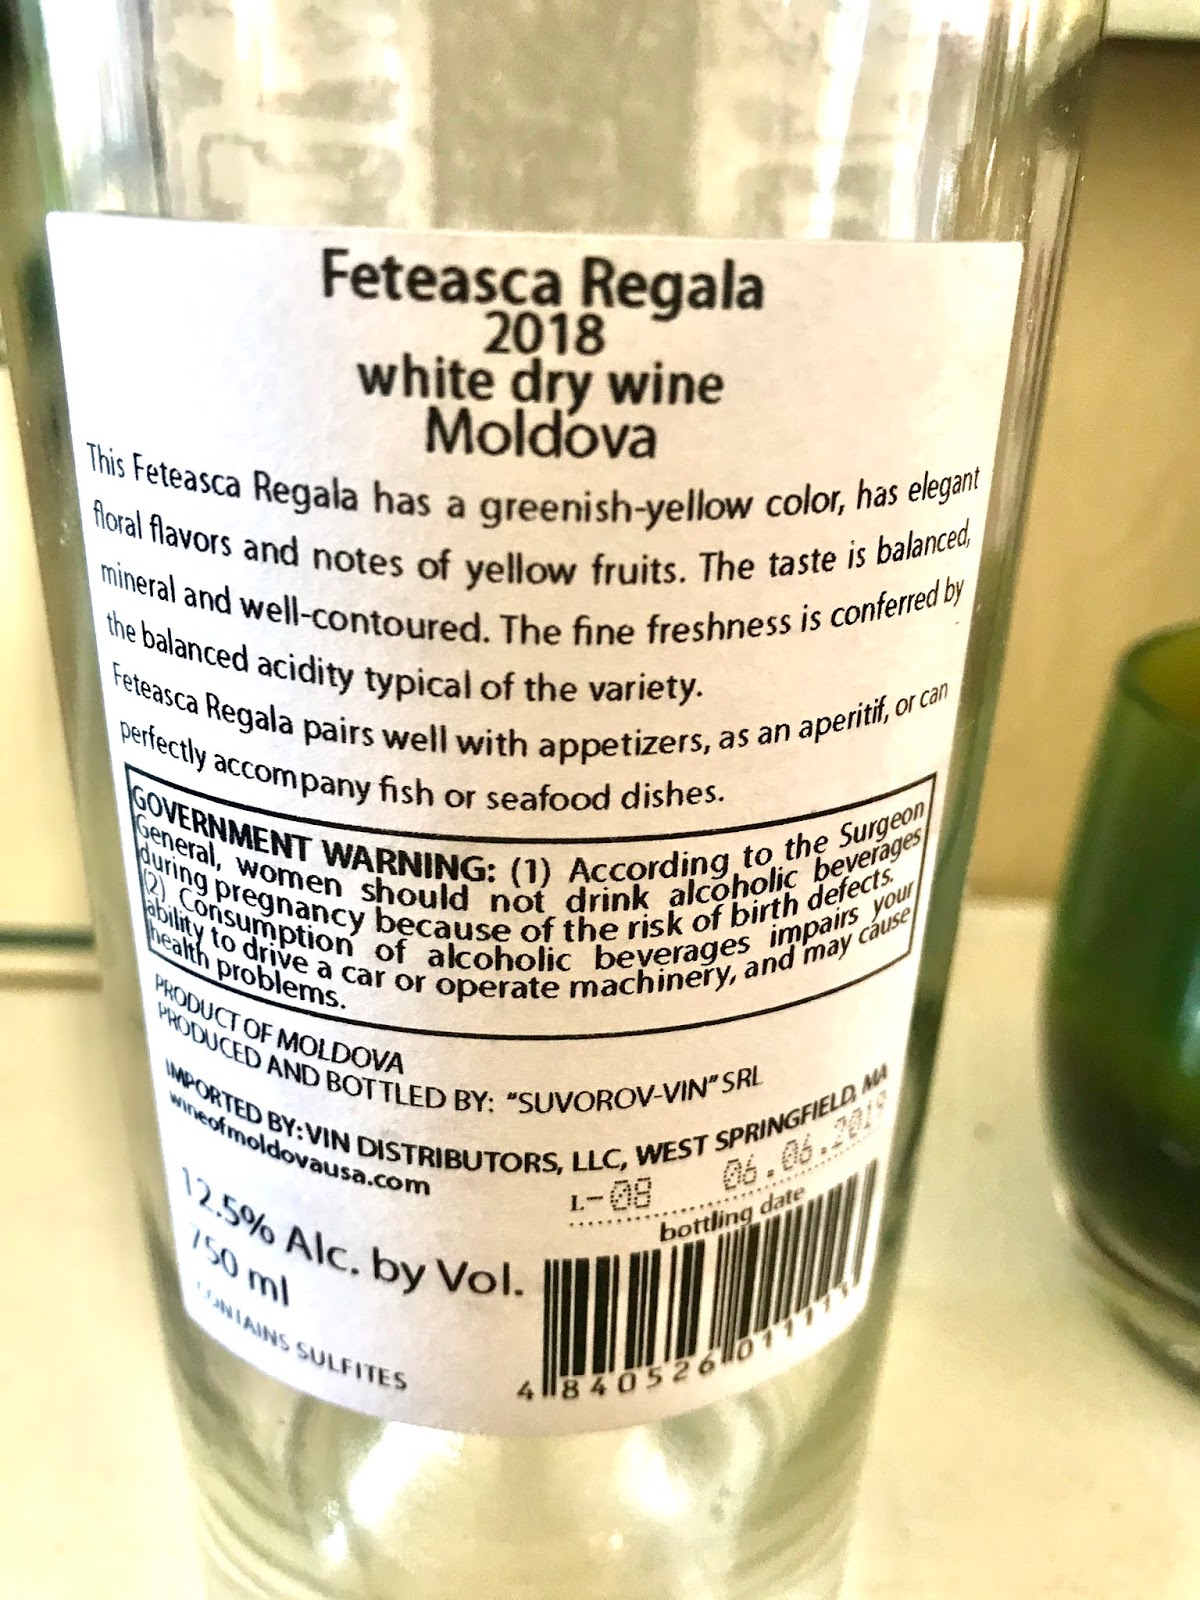 Feteasca Regala
2018
white dry wine
Moldova
This Feteasca Regala has a greenish-yellow color, has elegant
floral flavors and notes of yellow fruits. The taste is balanced,
mineral and well-contoured. The fine freshness is conferred by
the balanced acidity typical of the variety.
Feteasca Regala pairs well with appetizers, as an aperitif, or can
perfectly accompany fish or seafood dishes.
GOVERNMENT WARNING: (1) According to the Surgeon
General, women should not drink alcoholic beverages
during pregnancy because of the risk of birth defects.
(2) Consumption of alcoholic beverages impairs your
ability to drive a car or operate machinery, and may cause
health problems.
PRODUCT OF MOLDOVA
PRODUCED AND BOTTLED BY: "SUVOROV-VIN" SRL
IMPORTED BY: VIN DISTRIBUTORS, LLC, WEST SPRINGFIELD, MA
wineofmoldovausa.com
L-08 06.06.2019
bottling date
12.5% Alc. by Vol.
750 ml
CONTAINS SULFITES